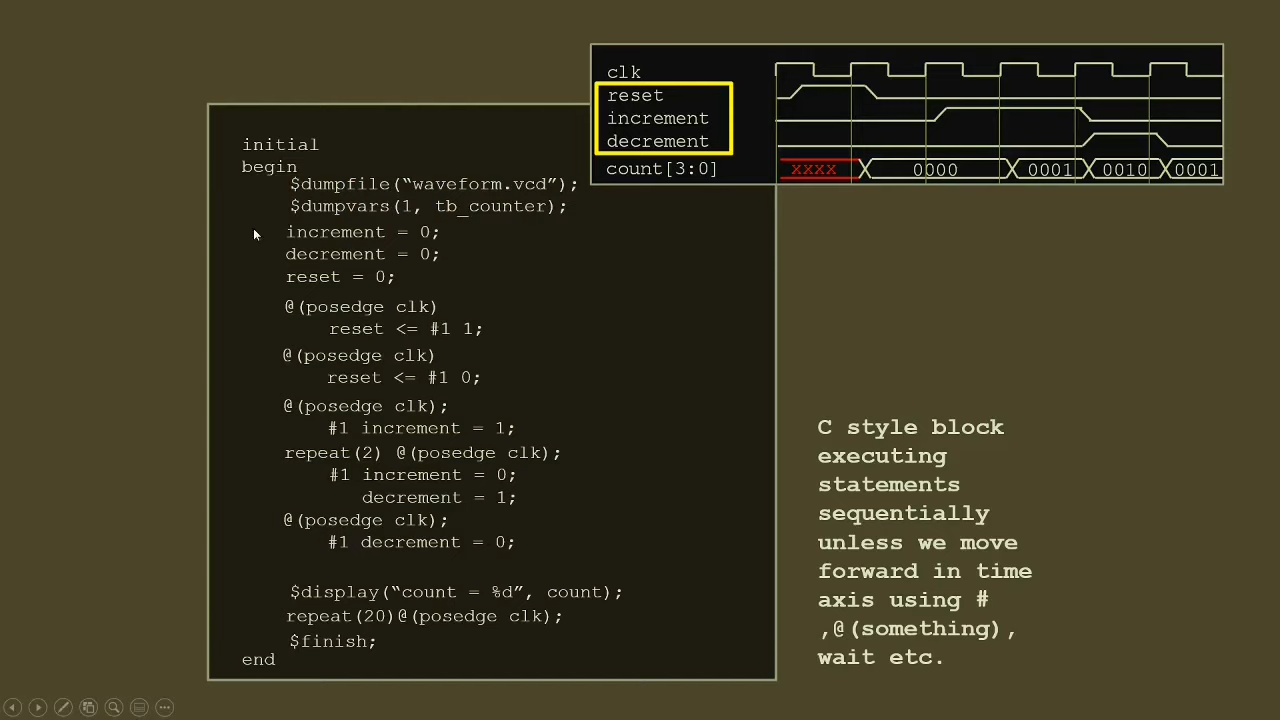 clk
reset
increment
decrement
count[3:0]
xxxx 0000 0001 0010 0001
initial
begin
$dumpfile(“waveform.vcd”);
$dumpvars(1, tb_counter);
increment = 0;
decrement = 0;
reset = 0;
@(posedge clk)
reset <= #1 1;
@(posedge clk)
reset <= #1 0;
@(posedge clk);
#1 increment = 1;
repeat(2) @(posedge clk);
#1 increment = 0;
decrement = 1;
@(posedge clk);
#1 decrement = 0;
$display(“count = %d”, count);
repeat(20)@(posedge clk);
$finish;
end
C style block
executing
statements
sequentially
unless we move
forward in time
axis using #
,@(something),
wait etc.